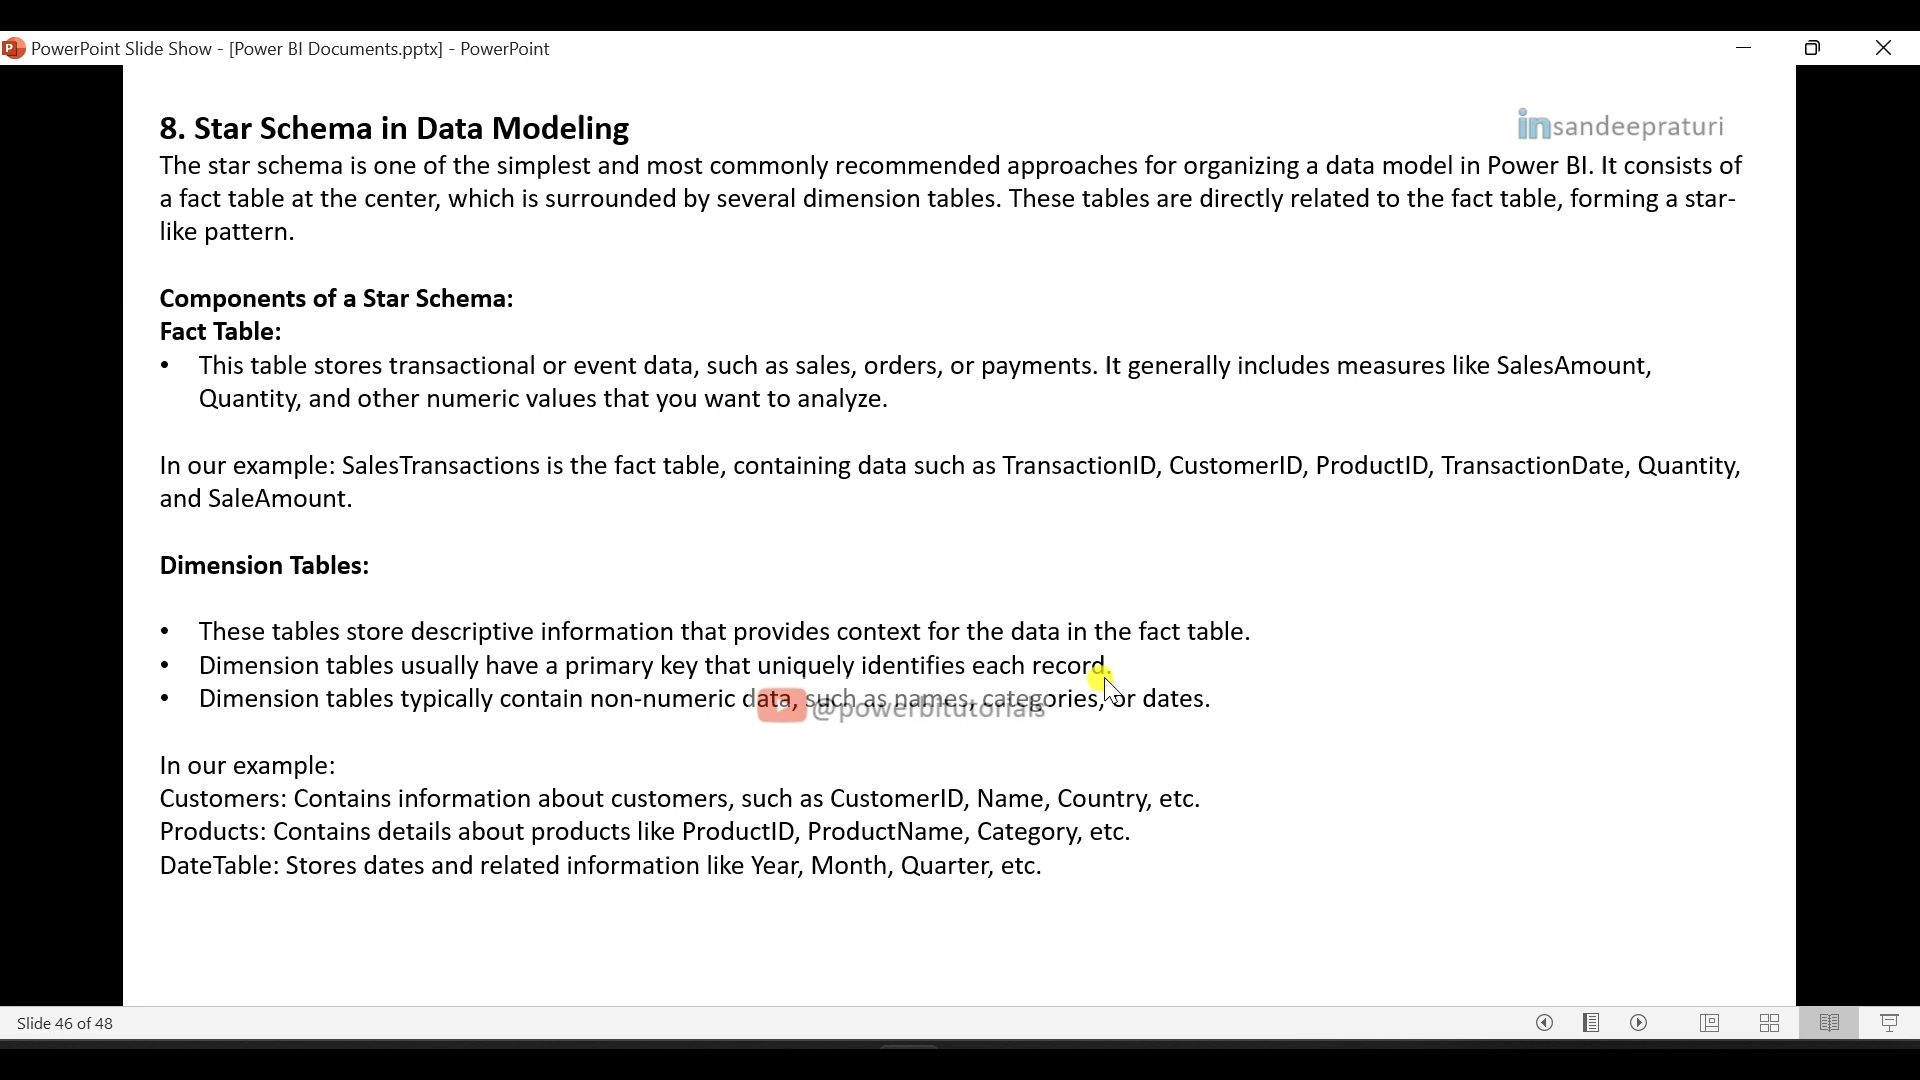 PowerPoint Slide Show - [Power BI Documents.pptx] - PowerPoint
8. Star Schema in Data Modeling
in sandeepraturi
The star schema is one of the simplest and most commonly recommended approaches for organizing a data model in Power BI. It consists of
a fact table at the center, which is surrounded by several dimension tables. These tables are directly related to the fact table, forming a star-
like pattern.
Components of a Star Schema:
Fact Table:
• This table stores transactional or event data, such as sales, orders, or payments. It generally includes measures like SalesAmount,
Quantity, and other numeric values that you want to analyze.
In our example: SalesTransactions is the fact table, containing data such as TransactionID, CustomerID, ProductID, TransactionDate, Quantity,
and SaleAmount.
Dimension Tables:
• These tables store descriptive information that provides context for the data in the fact table.
• Dimension tables usually have a primary key that uniquely identifies each record.
• Dimension tables typically contain non-numeric data, such as names, categories, or dates.
@powerbitutorials
In our example:
Customers: Contains information about customers, such as CustomerID, Name, Country, etc.
Products: Contains details about products like ProductID, ProductName, Category, etc.
DateTable: Stores dates and related information like Year, Month, Quarter, etc.
Slide 46 of 48